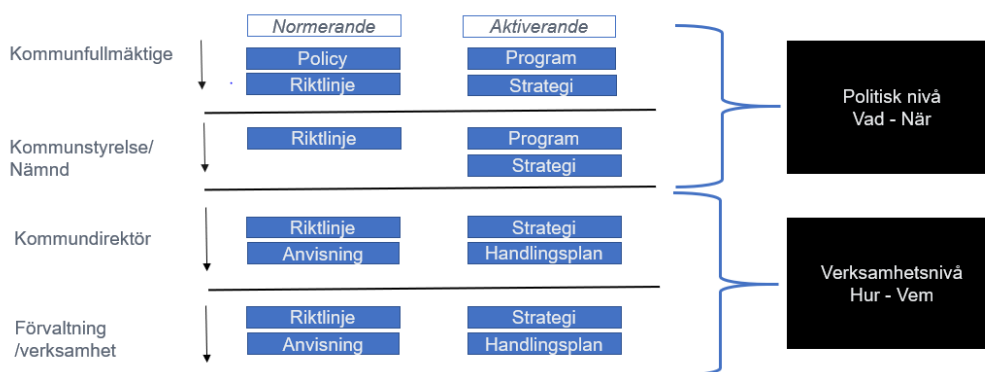 Normerande
Aktiverande
Kommunfullmäktige
Policy
Program
Riktlinje
Strategi
Politisk nivå
Vad - När
Kommunstyrelse/
Nämnd
Riktlinje
Program
Strategi
Kommundirektör
Riktlinje
Strategi
Anvisning
Handlingsplan
Verksamhetsnivå
Hur - Vem
Förvaltning
/verksamhet
Riktlinje
Strategi
Anvisning
Handlingsplan